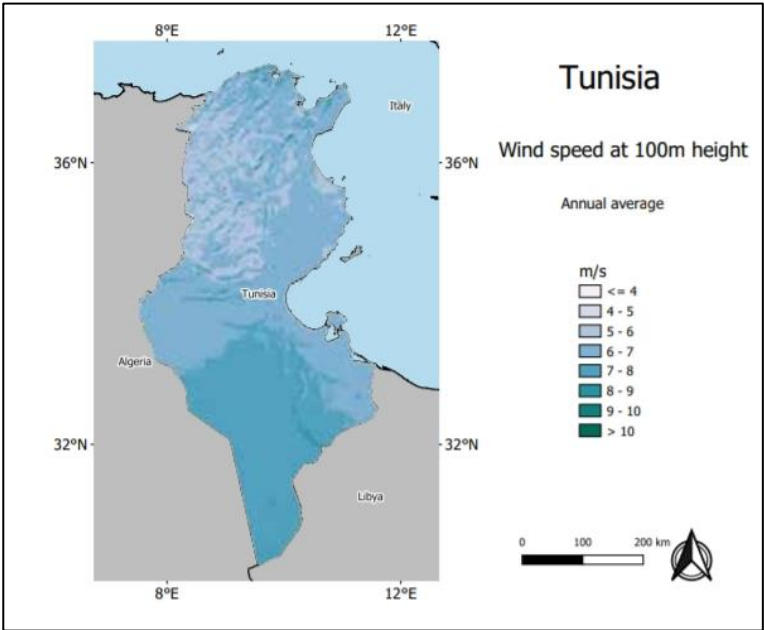 8°E 12°E
Tunisia
Italy
Wind speed at 100m height
36°N 36°N
Annual average
m/s
<= 4
4 - 5
5 - 6
6 - 7
7 - 8
8 - 9
9 - 10
> 10
Tunisia
Algeria
32°N 32°N
Libya
0 100 200 km
8°E 12°E